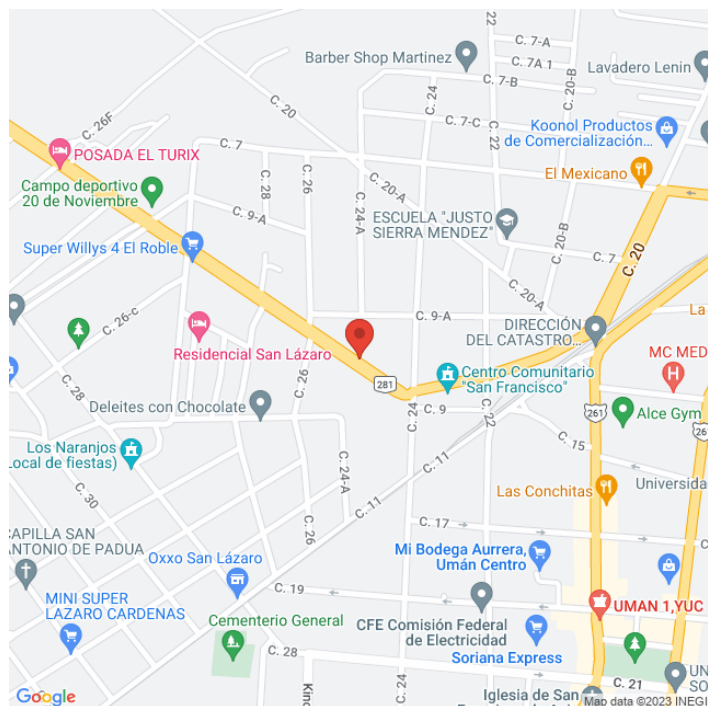 22
C. 7-A
C. 7A 1
Barber Shop Martinez
C. 7-B
C. 20-B
Lavadero Lenin
C. 26F
C. 20
C. 24
C. 7-C
C. 22
Koonol Productos
de Comercialización...
C. 7
POSADA EL TURIX
C. 28
C. 26
C. 20-A
El Mexicano
Campo deportivo
20 de Noviembre
C. 9-A
C. 24-A
ESCUELA "JUSTO
SIERRA MENDEZ"
C. 20-B
C. 7
C. 20
Super Willys 4 El Roble
C. 26-c
C. 20-A
C. 9-A
DIRECCIÓN
DEL CATASTRO...
La
Residencial San Lázaro
MC MED
281
Centro Comunitario
"San Francisco"
C. 28
C. 26
Deleites con Chocolate
C. 24
C. 9
C. 22
261
Alce Gym
261
Los Naranjos
(Local de fiestas)
C. 11
C. 15
C. 30
C. 24-A
Las Conchitas
Universida
C. 11
C. 26
C. 17
CAPILLA SAN
ANTONIO DE PADUA
Oxxo San Lázaro
Mi Bodega Aurrera,
Umán Centro
MINI SUPER
LAZARO CARDENAS
C. 19
UMAN 1,YUC
Cementerio General
CFE Comisión Federal
de Electricidad
C. 28
Soriana Express
C. 24
C. 21
UN
SO
Iglesia de San
Google
Map data ©2023 INEGI